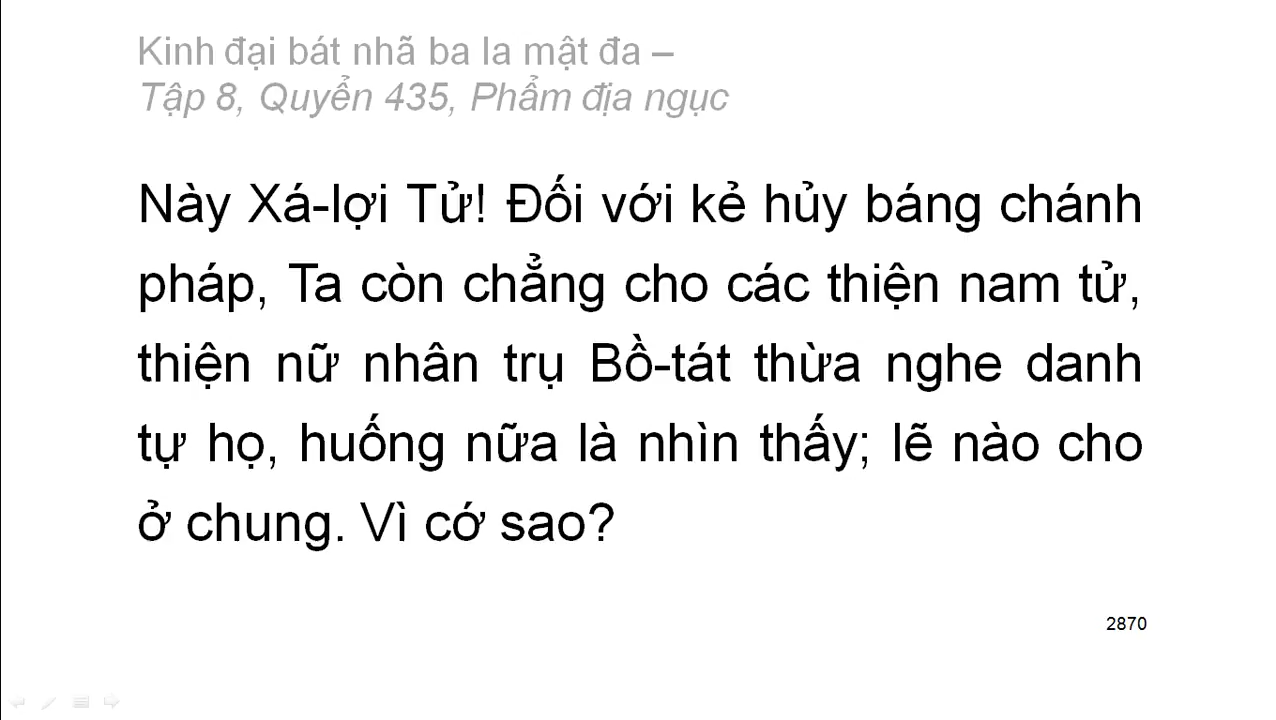 Kinh đại bát nhã ba la mật đa –
Tập 8, Quyển 435, Phẩm địa ngục
Này Xá-lợi Tử! Đối với kẻ hủy báng chánh
pháp, Ta còn chẳng cho các thiện nam tử,
thiện nữ nhân trụ Bồ-tát thừa nghe danh
tự họ, huống nữa là nhìn thấy; lẽ nào cho
ở chung. Vì cớ sao?
2870